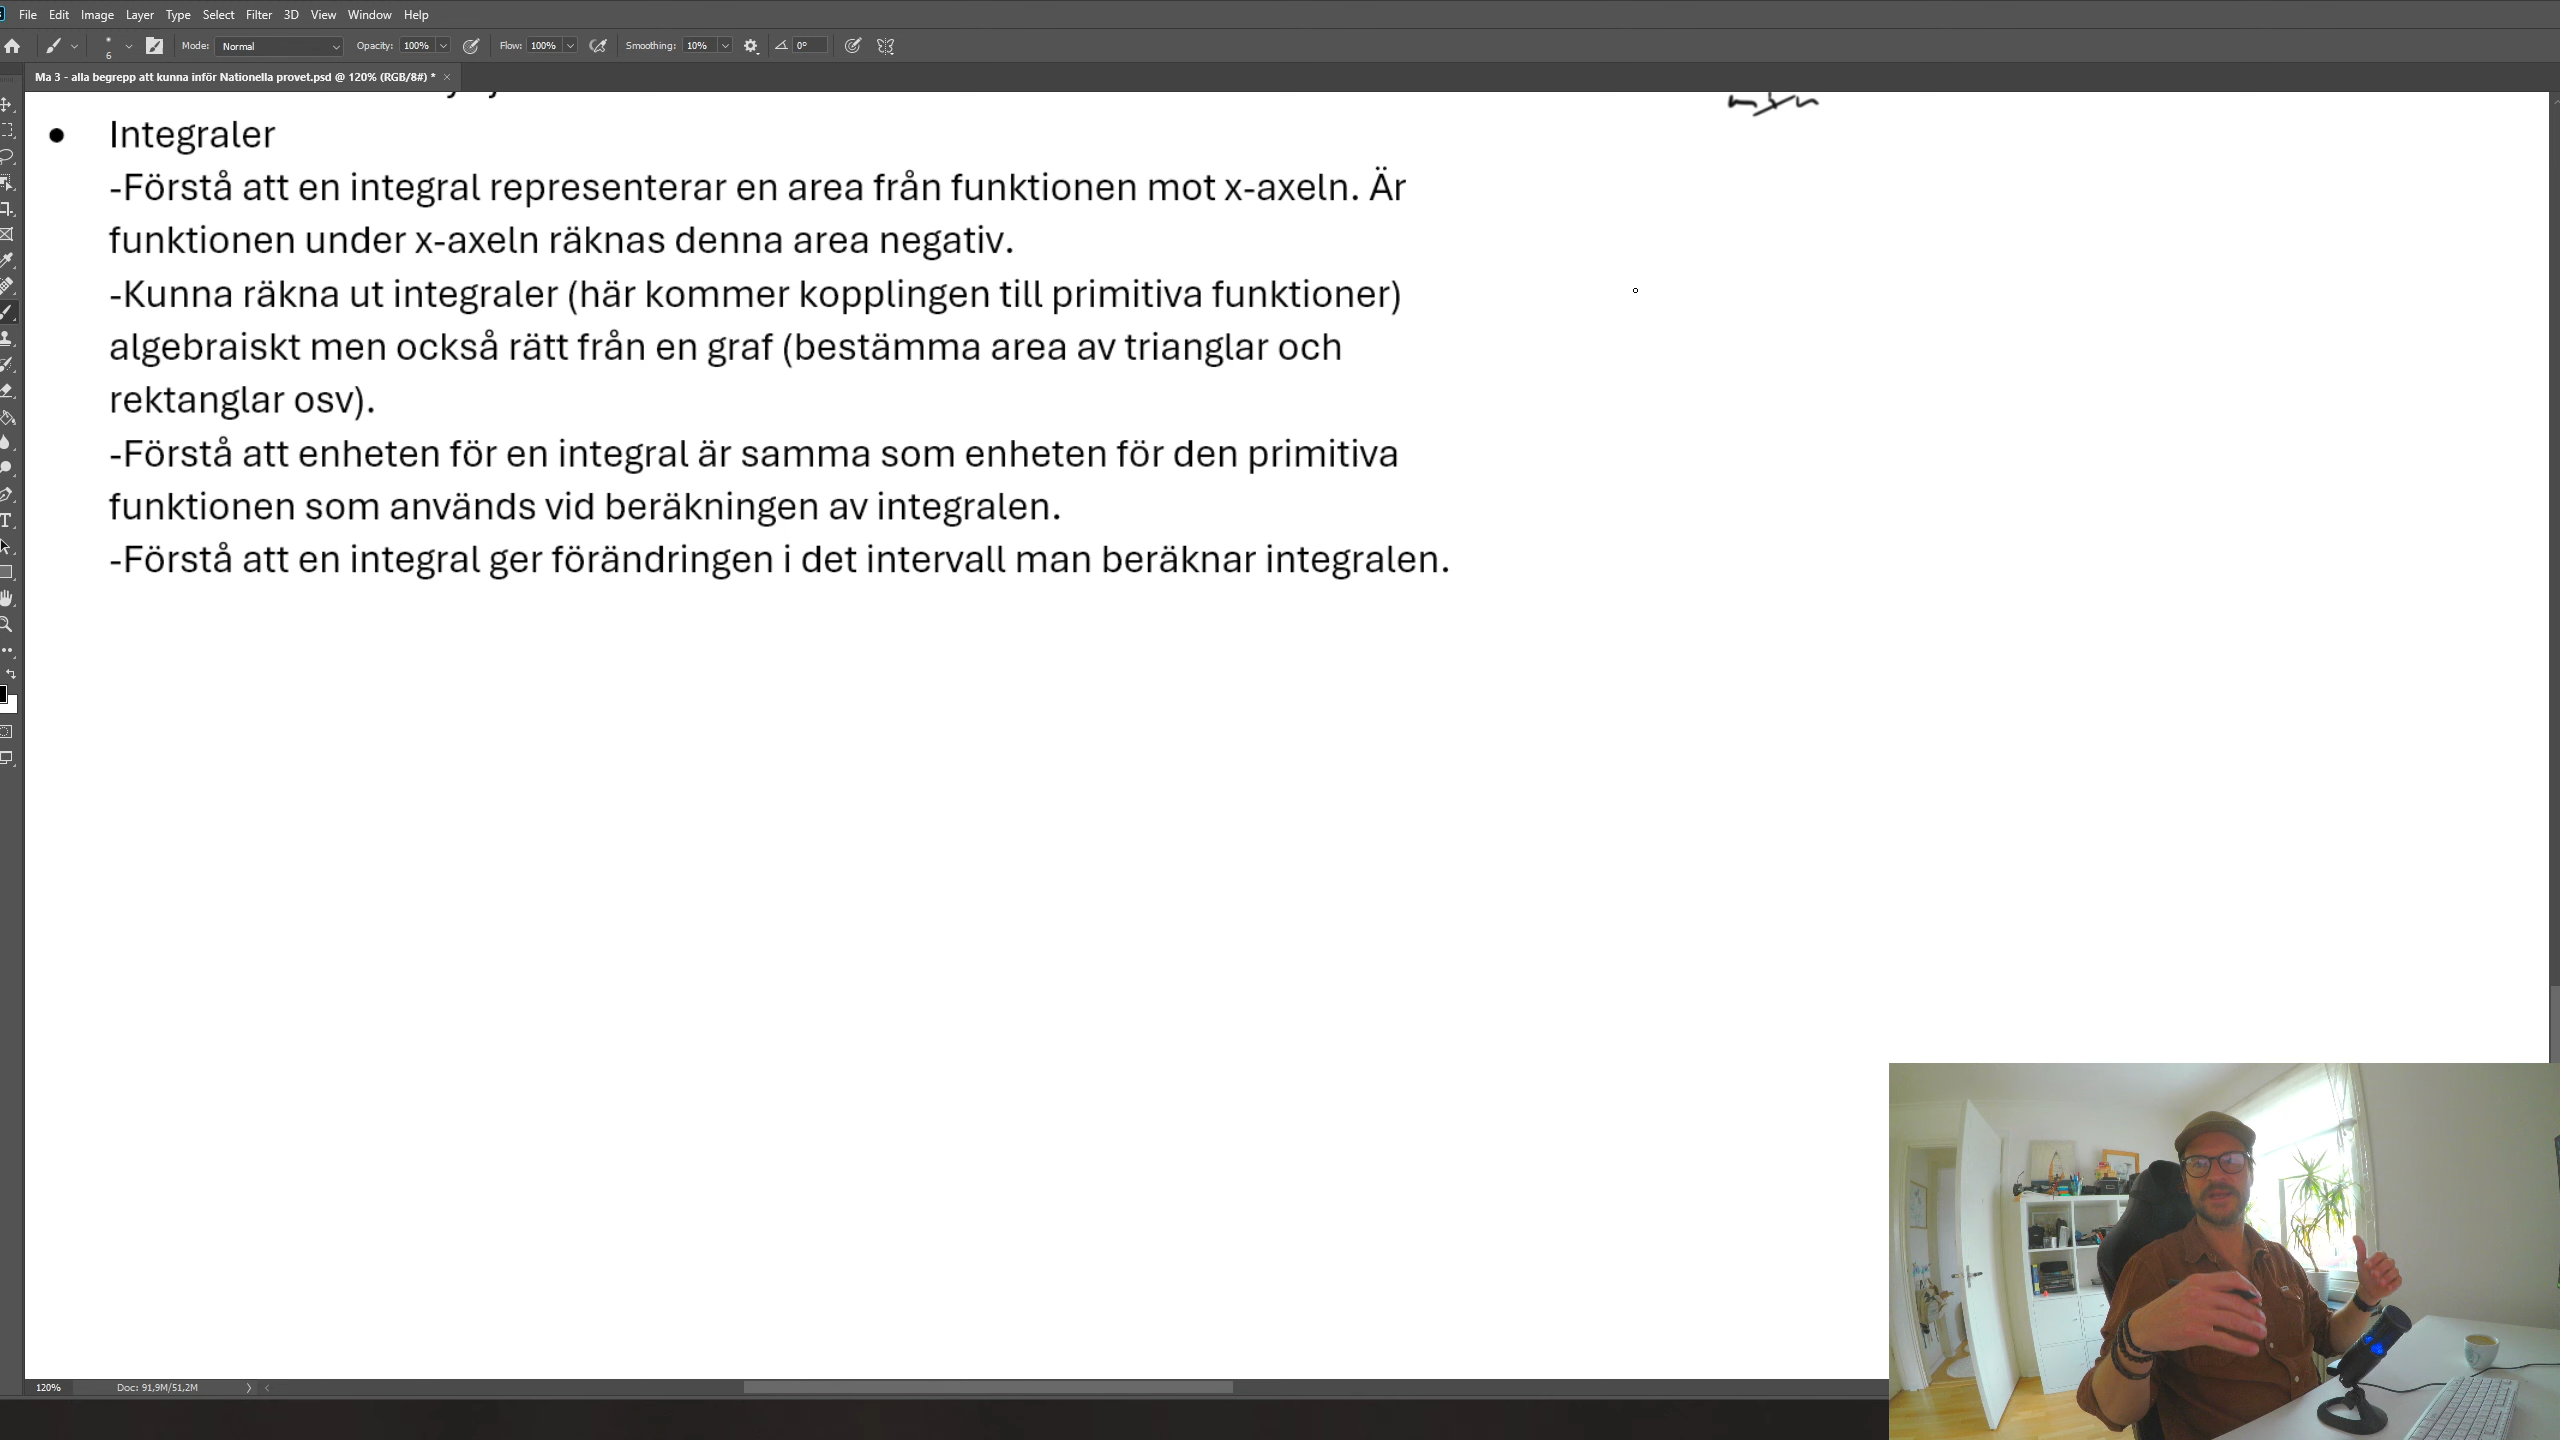 File Edit Image Layer Type Select Filter 3D View Window Help
6 Mode: Normal Opacity: 100% Flow: 100% Smoothing: 10% 0°
Ma 3 - alla begrepp att kunna inför Nationella provet.psd @ 120% (RGB/8#) * ×
• Integraler
-Förstå att en integral representerar en area från funktionen mot x-axeln. Är
funktionen under x-axeln räknas denna area negativ.
-Kunna räkna ut integraler (här kommer kopplingen till primitiva funktioner)
algebraiskt men också rätt från en graf (bestämma area av trianglar och
rektanglar osv).
-Förstå att enheten för en integral är samma som enheten för den primitiva
funktionen som används vid beräkningen av integralen.
-Förstå att en integral ger förändringen i det intervall man beräknar integralen.
120% Doc: 91,9M/51,2M